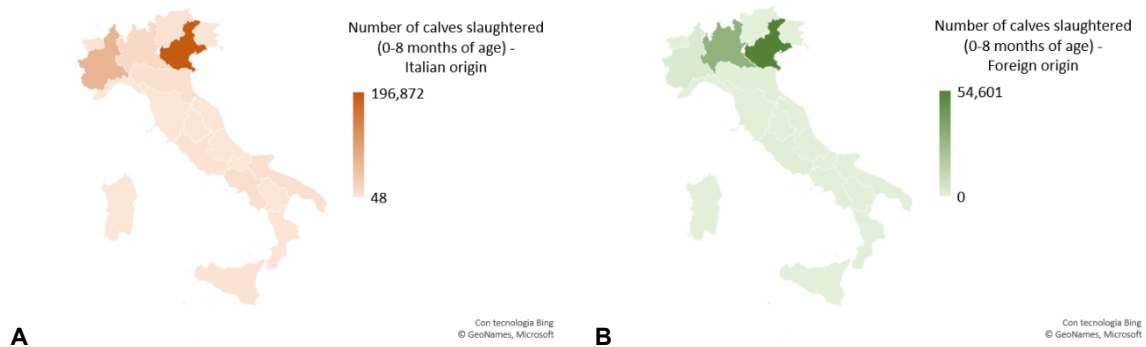 Number of calves slaughtered
(0-8 months of age) -
Italian origin
196,872
48
Con tecnologia Bing
© GeoNames, Microsoft
A
Number of calves slaughtered
(0-8 months of age) -
Foreign origin
54,601
0
Con tecnologia Bing
© GeoNames, Microsoft
B